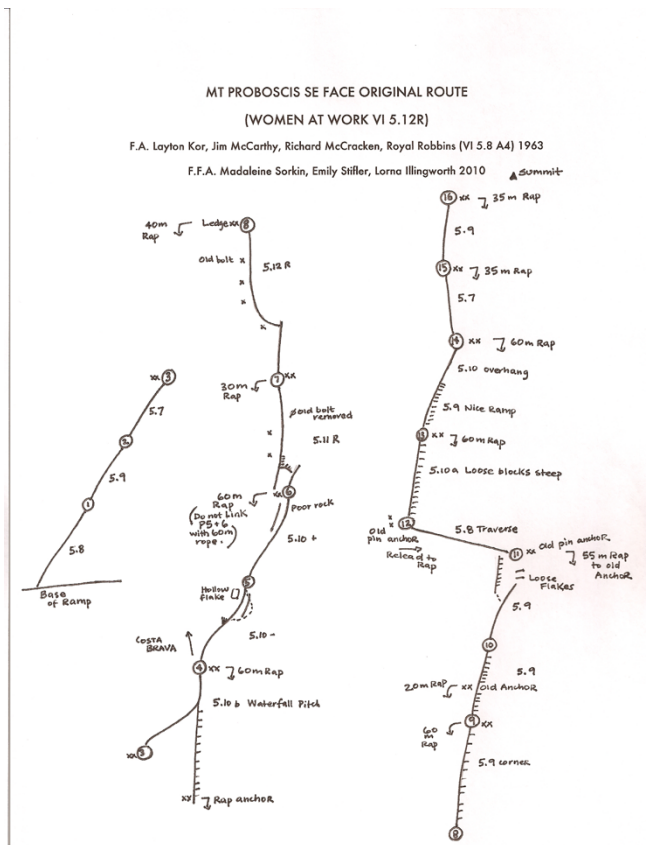 MT PROBOSCIS SE FACE ORIGINAL ROUTE
(WOMEN AT WORK VI 5.12R)
F.A. Layton Kor, Jim McCarthy, Richard McCracken, Royal Robbins (VI 5.8 A4) 1963
F.F.A. Madaleine Sorkin, Emily Stifler, Lorna Illingworth 2010
Summit
Base
of Ramp
5.8
1
5.9
2
5.7
xx 3
xx 3
xx Rap anchor
5.10 b Waterfall Pitch
4 xx 60m Rap
COSTA
BRAVA
5.10 -
Hollow
flake
5
5.10 +
Poor rock
60m
Rap
(Do not Link
P5+6
with 60m
rope.)
xx 6
5.11 R
old bolt
removed
x
x
30m
Rap
7 xx
5.12 R
old bolt x
x
x
x
40m
Rap
Ledge xx 8
16 xx 35m Rap
5.9
15 xx 35m Rap
5.7
14 xx 60m Rap
5.10 overhang
5.9 Nice Ramp
13 xx 60m Rap
5.10a Loose blocks steep
x
x 12
old
pin anchor
5.8 Traverse
Relead to
Rap
11 xx Old pin anchor
55m Rap
to old
Anchor
Loose
Flakes
5.9
10
5.9
20m Rap xx old Anchor
9 xx
60
m
Rap
5.9 corner
8